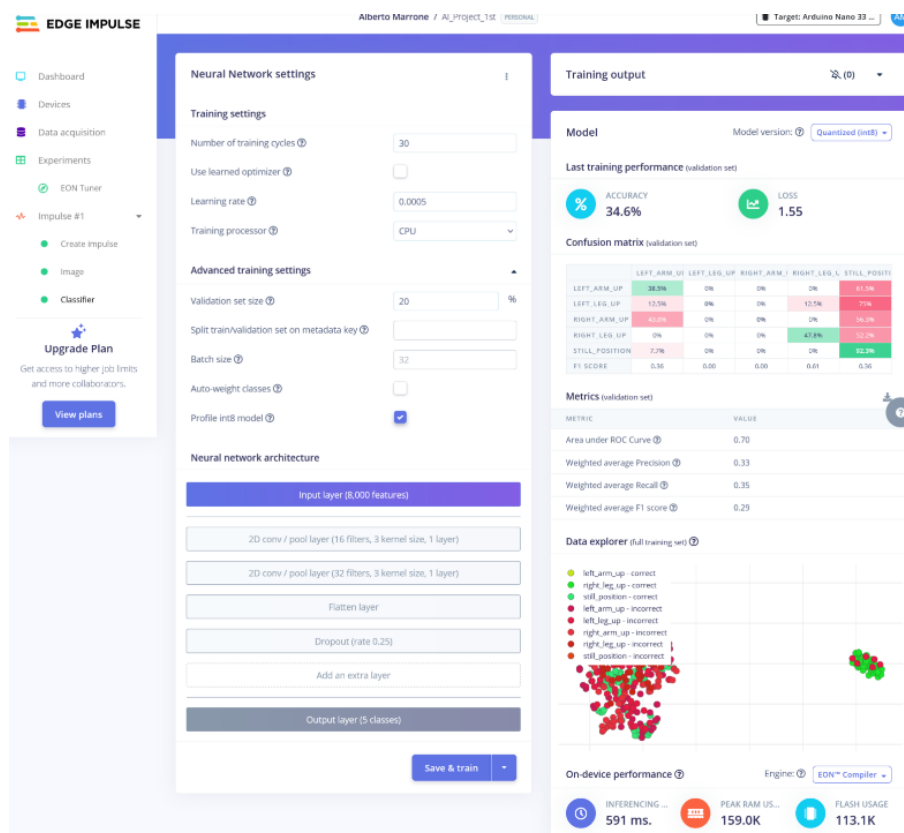 EDGE IMPULSE
Alberto Marrone / AI_Project_1st PERSONAL
Target: Arduino Nano 33 ...
AM
Dashboard
Devices
Data acquisition
Experiments
EON Tuner
Impulse #1
Create impulse
Image
Classifier
Upgrade Plan
Get access to higher job limits
and more collaborators.
View plans
Neural Network settings
Training settings
Number of training cycles ?
30
Use learned optimizer ?
Learning rate ?
0.0005
Training processor ?
CPU
Advanced training settings
Validation set size ?
20 %
Split train/validation set on metadata key ?
Batch size ?
32
Auto-weight classes ?
Profile int8 model ?
Neural network architecture
Input layer (8,000 features)
2D conv / pool layer (16 filters, 3 kernel size, 1 layer)
2D conv / pool layer (32 filters, 3 kernel size, 1 layer)
Flatten layer
Dropout (rate 0.25)
Add an extra layer
Output layer (5 classes)
Save & train
Training output
(0)
Model
Model version: ? Quantized (int8)
Last training performance (validation set)
% ACCURACY
34.6%
LOSS
1.55
Confusion matrix (validation set)
LEFT_ARM_UI LEFT_LEG_UP RIGHT_ARM_I RIGHT_LEG_L STILL_POSITI
LEFT_ARM_UP 38.5% 0% 0% 0% 61.5%
LEFT_LEG_UP 12.5% 0% 0% 12.5% 75%
RIGHT_ARM_UP 43.8% 0% 0% 0% 56.3%
RIGHT_LEG_UP 0% 0% 0% 47.8% 52.2%
STILL_POSITION 7.7% 0% 0% 0% 92.3%
F1 SCORE 0.36 0.00 0.00 0.61 0.36
Metrics (validation set)
METRIC VALUE
Area under ROC Curve ? 0.70
Weighted average Precision ? 0.33
Weighted average Recall ? 0.35
Weighted average F1 score ? 0.29
Data explorer (full training set) ?
left_arm_up - correct
right_leg_up - correct
still_position - correct
left_arm_up - incorrect
left_leg_up - incorrect
right_arm_up - incorrect
right_leg_up - incorrect
still_position - incorrect
On-device performance ?
Engine: ? EON™ Compiler
INFERENCING ...
591 ms.
PEAK RAM US...
159.0K
FLASH USAGE
113.1K